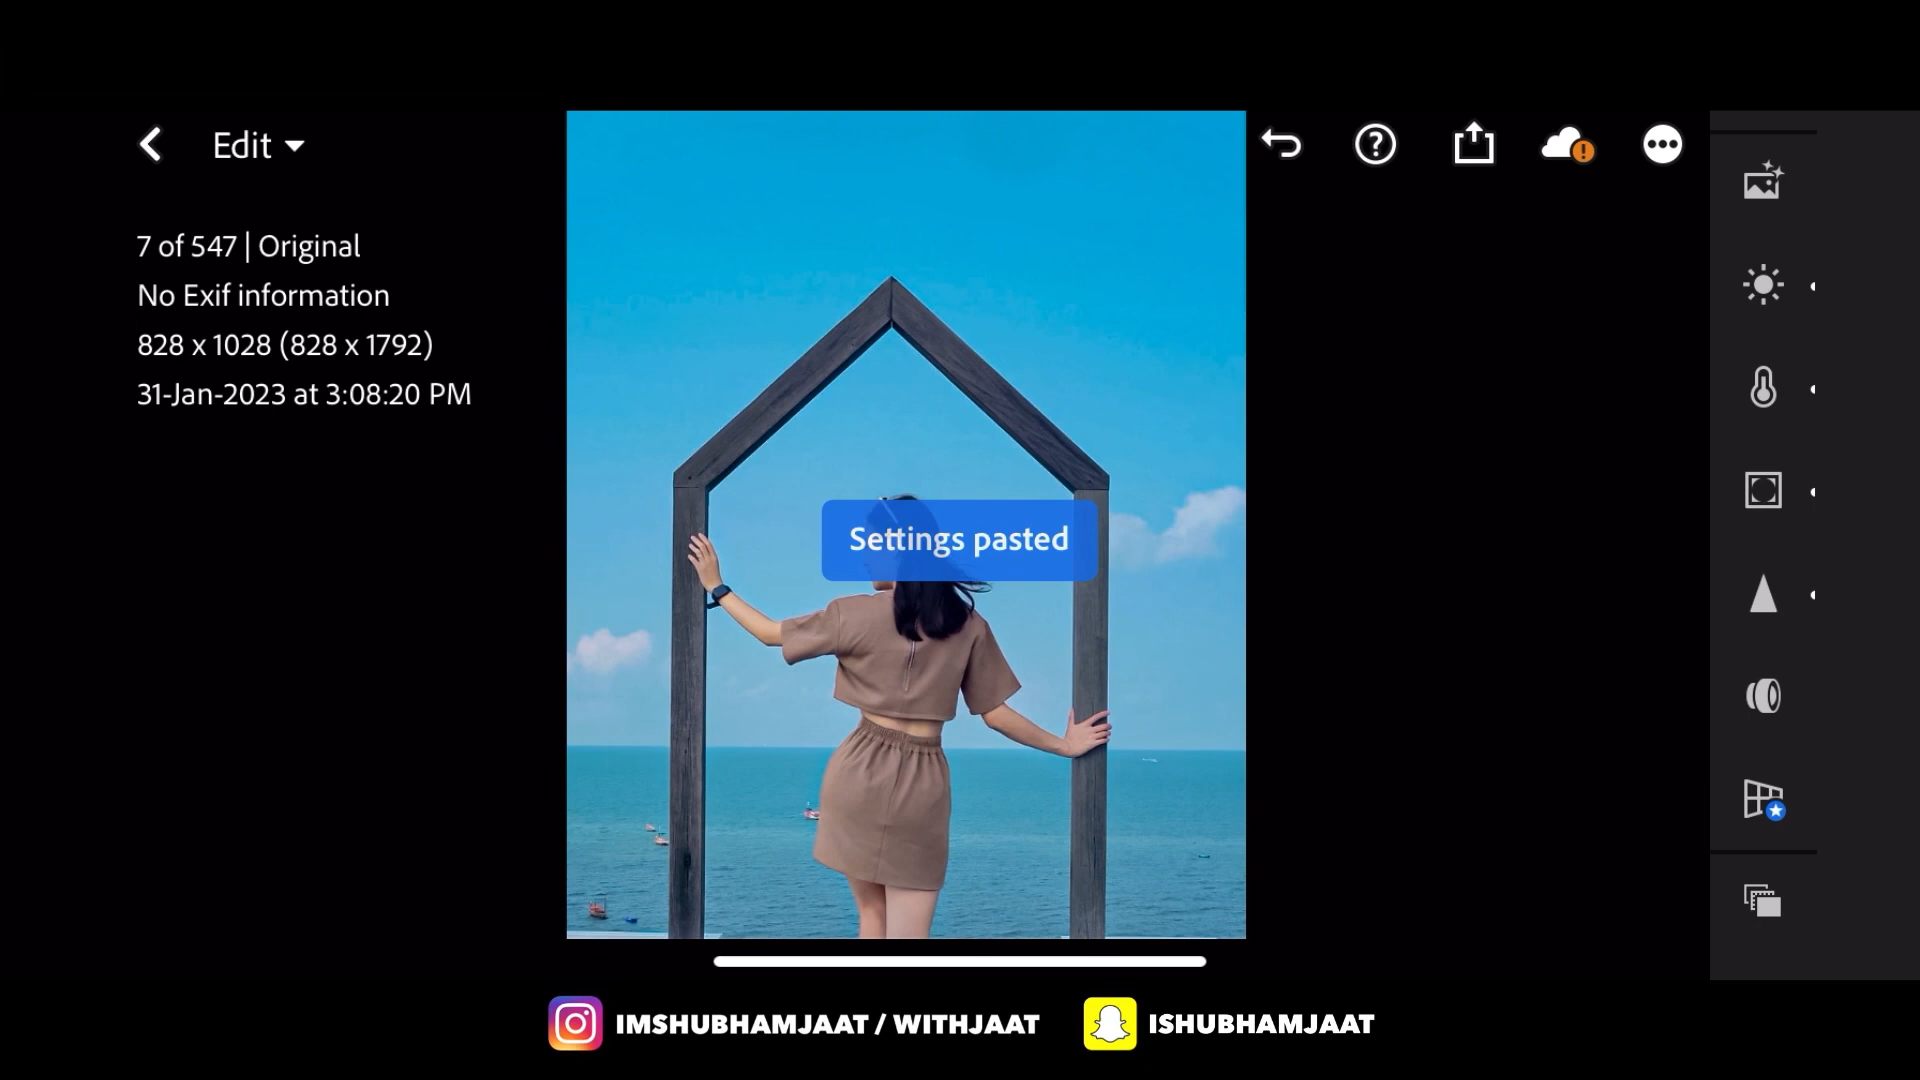 Edit
7 of 547 | Original
No Exif information
828 x 1028 (828 x 1792)
31-Jan-2023 at 3:08:20 PM
Settings pasted
IMSHUBHAMJAAT / WITHJAAT
ISHUBHAMJAAT